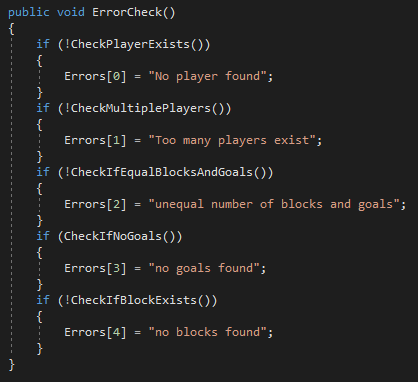 public void ErrorCheck()
{
if (!CheckPlayerExists())
{
Errors[0] = "No player found";
}
if (!CheckMultiplePlayers())
{
Errors[1] = "Too many players exist";
}
if (!CheckIfEqualBlocksAndGoals())
{
Errors[2] = "unequal number of blocks and goals";
}
if (CheckIfNoGoals())
{
Errors[3] = "no goals found";
}
if (!CheckIfBlockExists())
{
Errors[4] = "no blocks found";
}
}